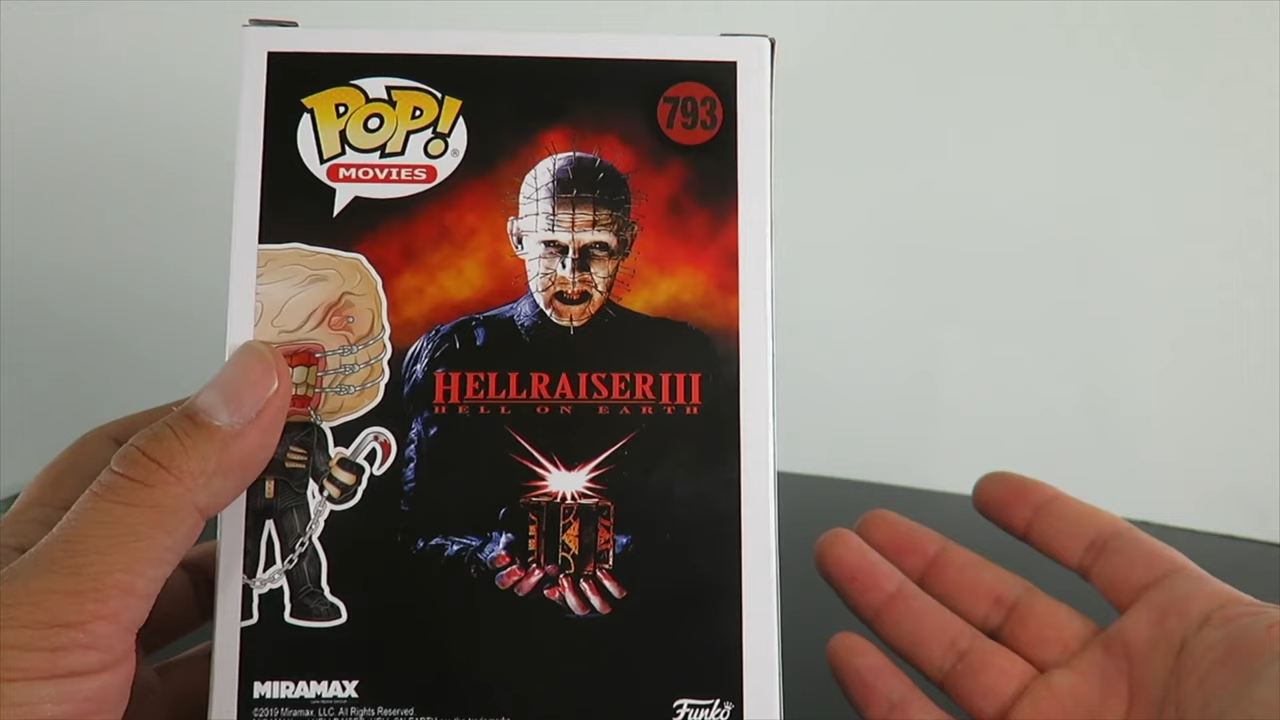 POP!
MOVIES
793
HELLRAISER III
HELL ON EARTH
MIRAMAX
©2019 Miramax, LLC. All Rights Reserved.
Funko